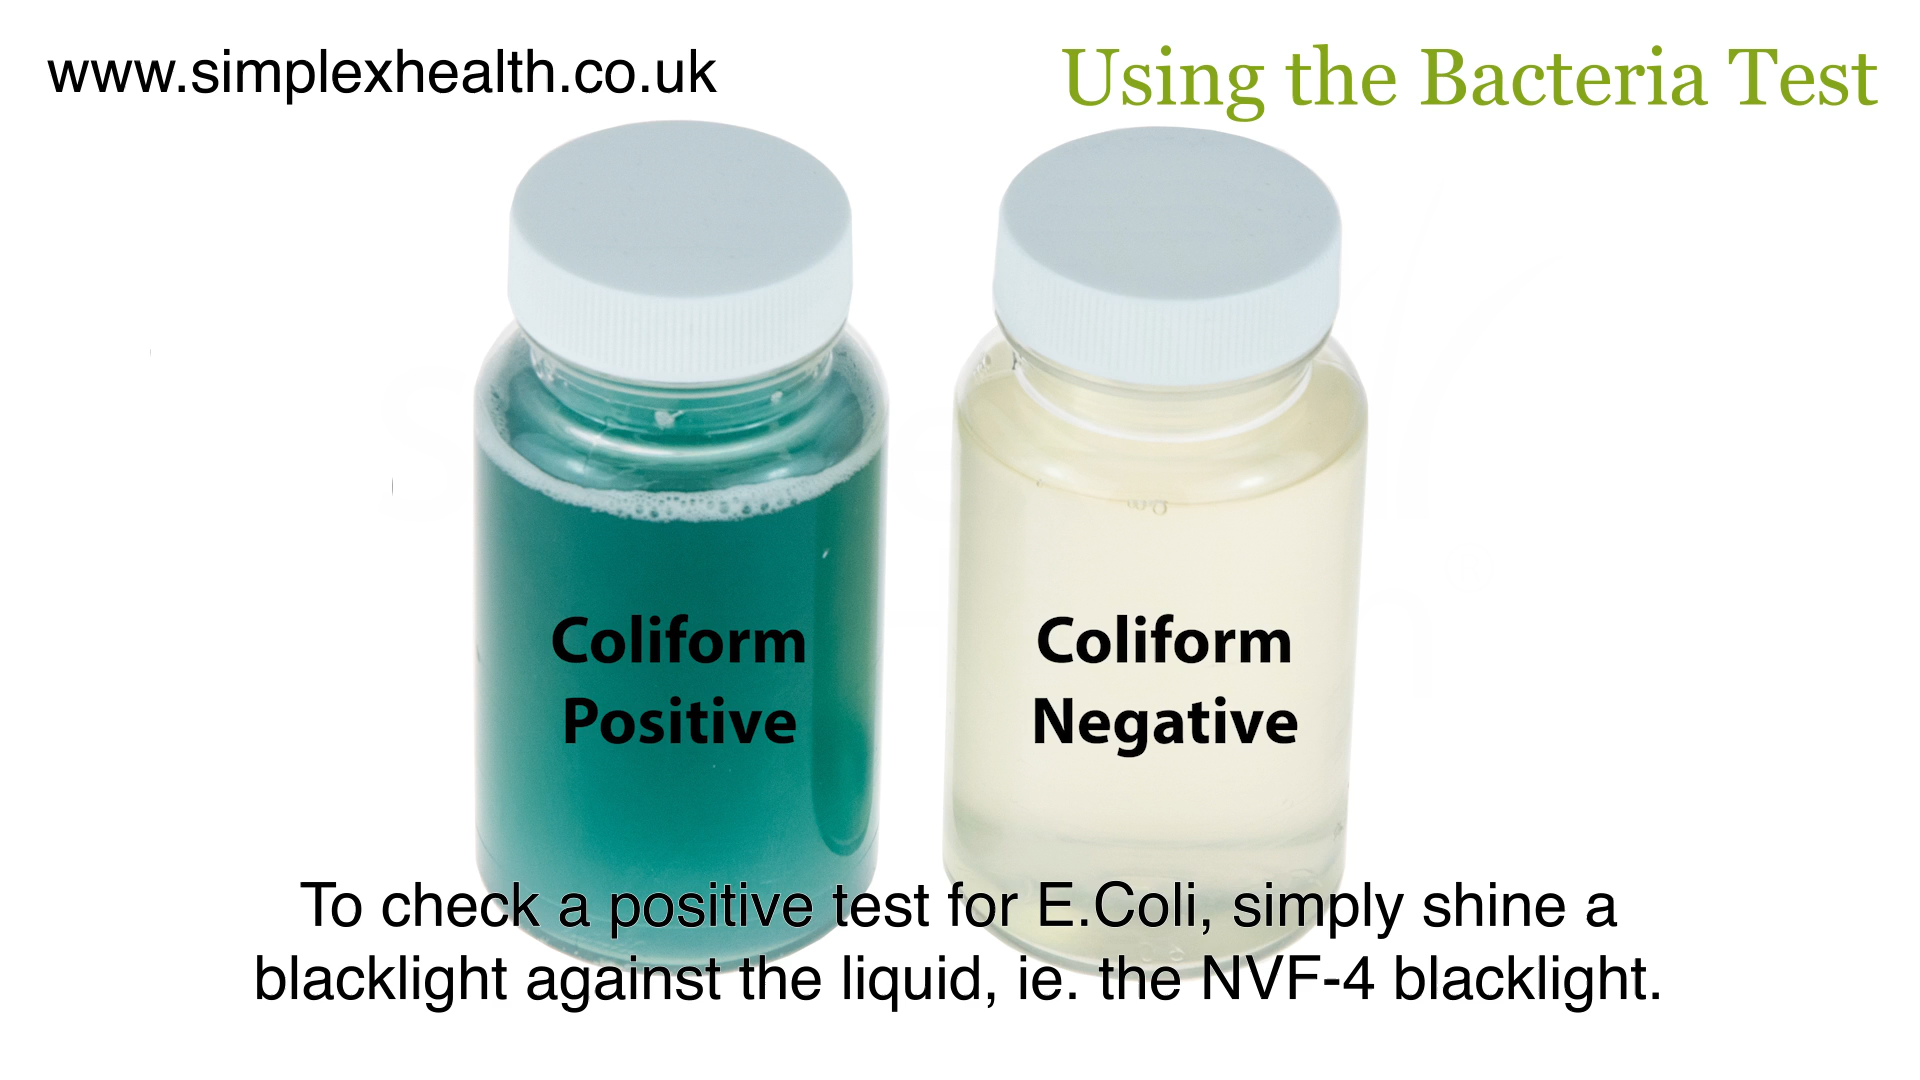 www.simplexhealth.co.uk
Using the Bacteria Test
Coliform
Positive
Coliform
Negative
To check a positive test for E.Coli, simply shine a
blacklight against the liquid, ie. the NVF-4 blacklight.